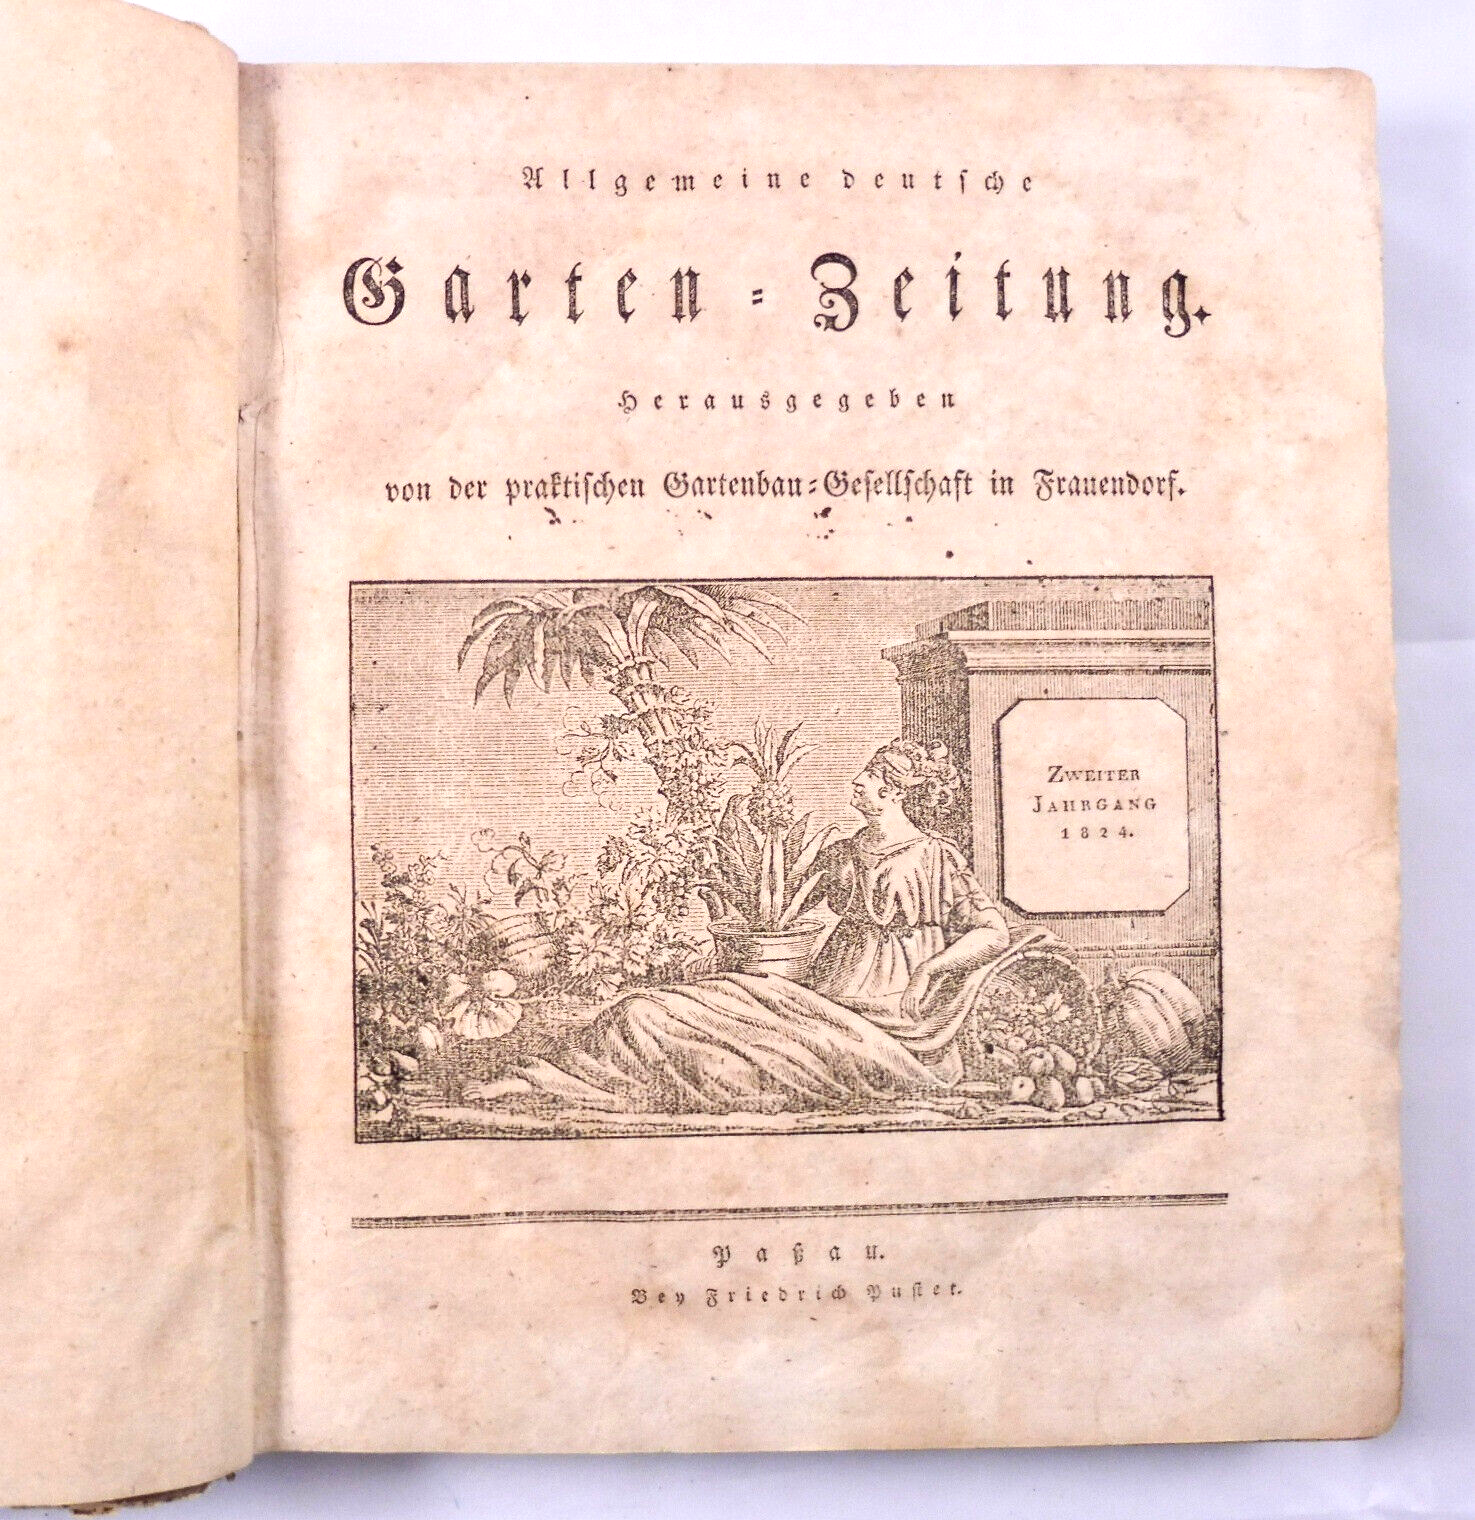 Allgemeine deutſche
Garten-Zeitung.
Herausgegeben
von der praktiſchen Gartenbau-Geſellſchaft in Frauendorf.
ZWEITER
JAHRGANG
1824.
Paßau.
Bey Friedrich Puſtet.